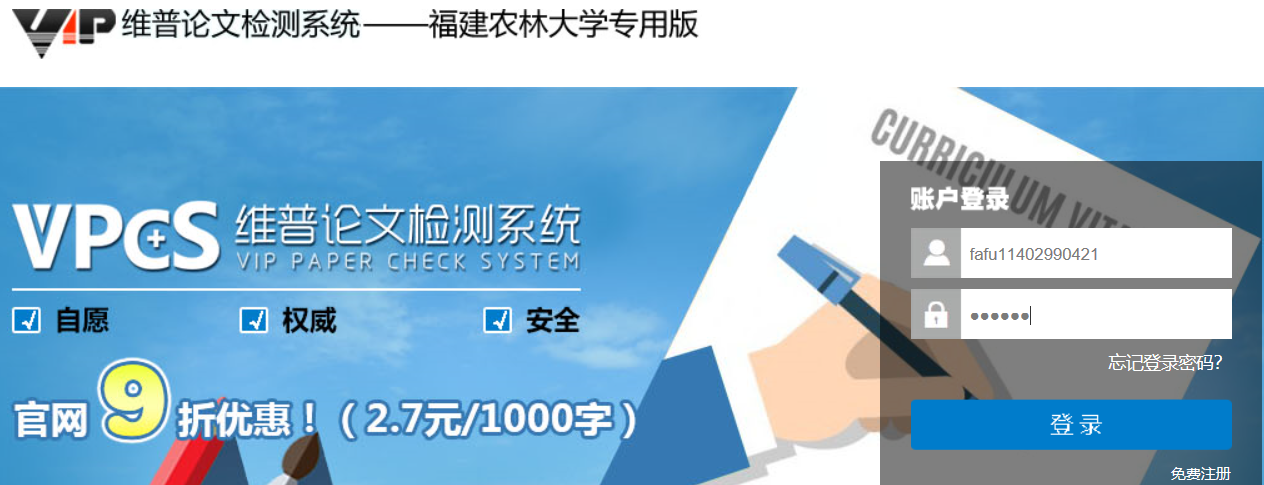 VIP 维普论文检测系统——福建农林大学专用版
CURRICULUM VIT
账户登录
VPCS 维普论文检测系统
VIP PAPER CHECK SYSTEM
fafu11402990421
••••••
自愿 权威 安全
忘记登录密码?
官网9折优惠！（2.7元/1000字）
登录
免费注册